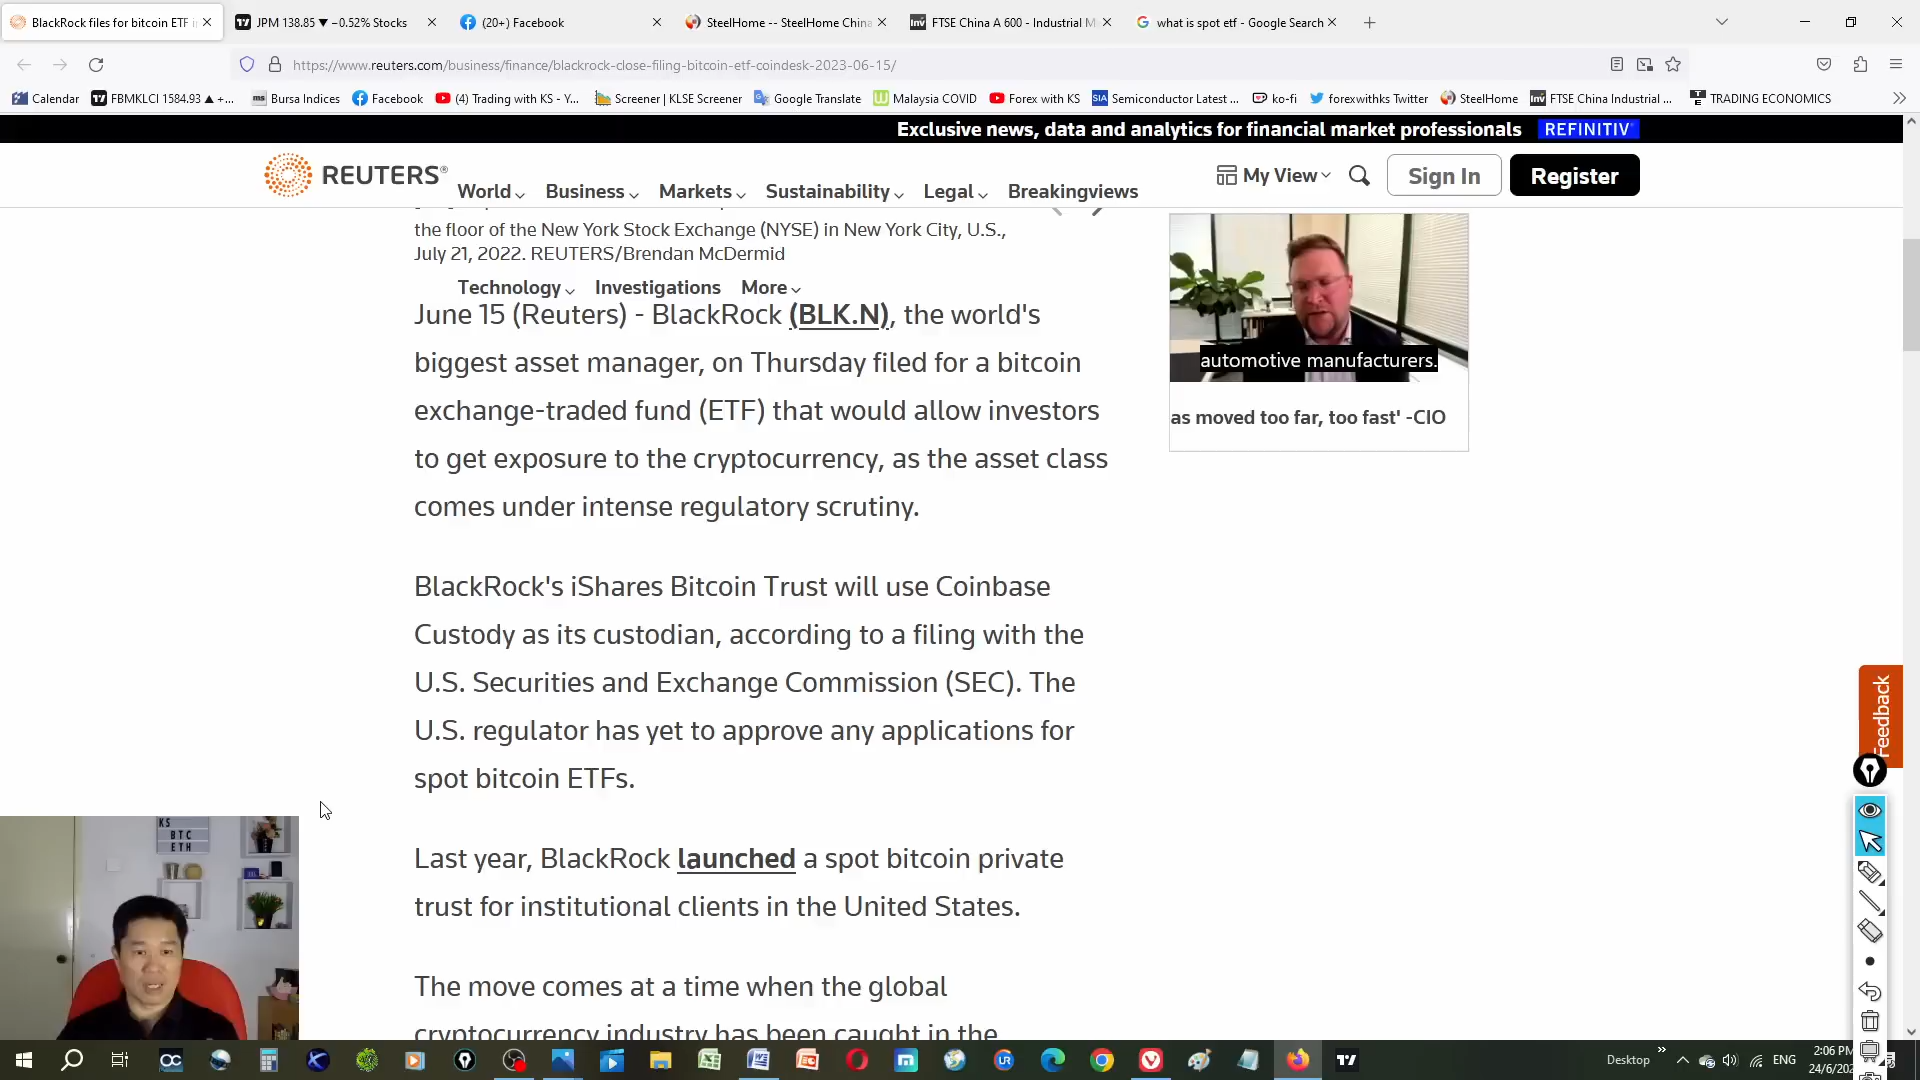 BlackRock files for bitcoin ETF i
JPM 138.85 ▼ −0.52% Stocks
(20+) Facebook
SteelHome -- SteelHome China
FTSE China A 600 - Industrial M
what is spot etf - Google Search
https://www.reuters.com/business/finance/blackrock-close-filing-bitcoin-etf-coindesk-2023-06-15/
Calendar
FBMKLCI 1584.93 ▲ +...
Bursa Indices
Facebook
(4) Trading with KS - Y...
Screener | KLSE Screener
Google Translate
Malaysia COVID
Forex with KS
Semiconductor Latest ...
ko-fi
forexwithks Twitter
SteelHome
FTSE China Industrial ...
TRADING ECONOMICS
Exclusive news, data and analytics for financial market professionals REFINITIV
REUTERS®
World
Business
Markets
Sustainability
Legal
Breakingviews
My View
Sign In
Register
the floor of the New York Stock Exchange (NYSE) in New York City, U.S.,
July 21, 2022. REUTERS/Brendan McDermid
Technology
Investigations
More
June 15 (Reuters) - BlackRock (BLK.N), the world's
biggest asset manager, on Thursday filed for a bitcoin
exchange-traded fund (ETF) that would allow investors
to get exposure to the cryptocurrency, as the asset class
comes under intense regulatory scrutiny.
BlackRock's iShares Bitcoin Trust will use Coinbase
Custody as its custodian, according to a filing with the
U.S. Securities and Exchange Commission (SEC). The
U.S. regulator has yet to approve any applications for
spot bitcoin ETFs.
Last year, BlackRock launched a spot bitcoin private
trust for institutional clients in the United States.
The move comes at a time when the global
cryptocurrency industry has been caught in the
automotive manufacturers.
as moved too far, too fast' -CIO
Feedback
KS
BTC
ETH
Desktop
ENG
2:06 PM
24/6/20